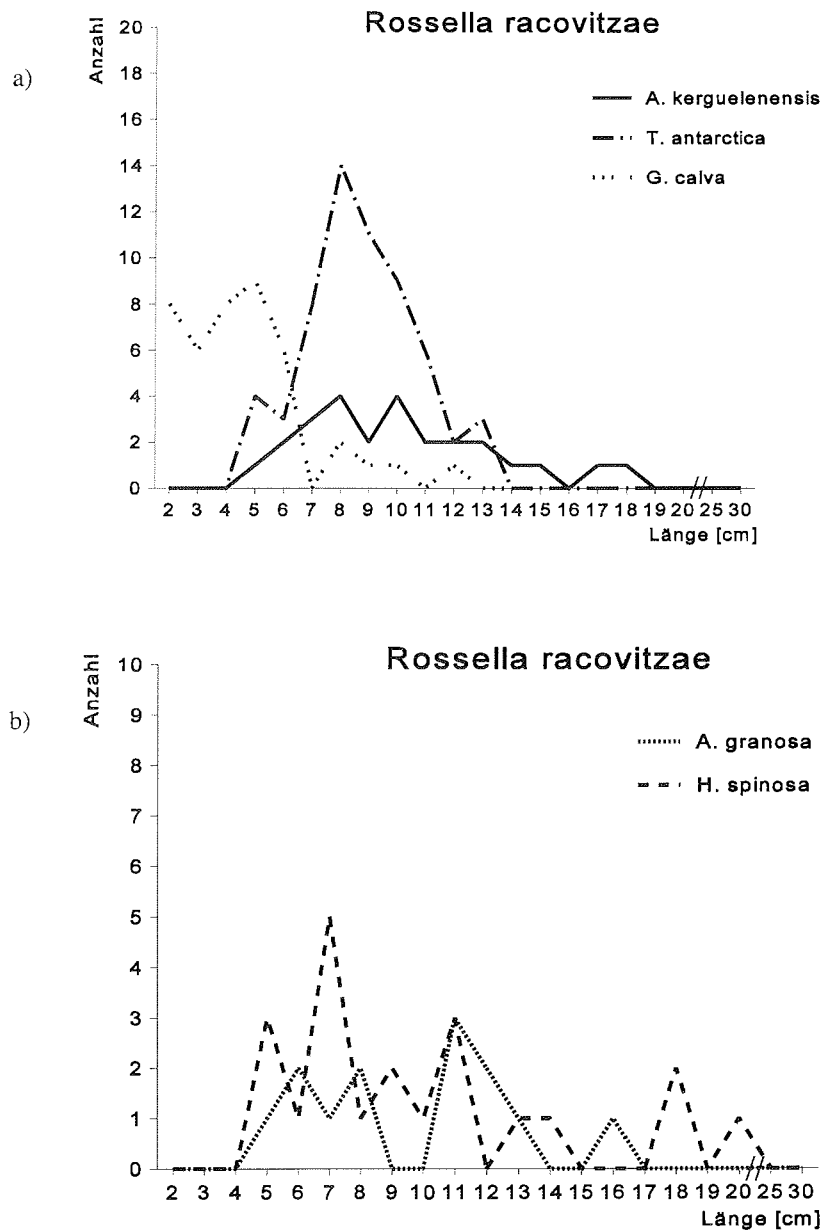 a)
Rossella racovitzae
Anzahl
20
18
16
14
12
10
8
6
4
2
0
A. kerguelenensis
T. antarctica
G. calva
2 3 4 5 6 7 8 9 10 11 12 13 14 15 16 17 18 19 20 25 30
Länge [cm]
b)
Rossella racovitzae
Anzahl
10
9
8
7
6
5
4
3
2
1
0
A. granosa
H. spinosa
2 3 4 5 6 7 8 9 10 11 12 13 14 15 16 17 18 19 20 25 30
Länge [cm]